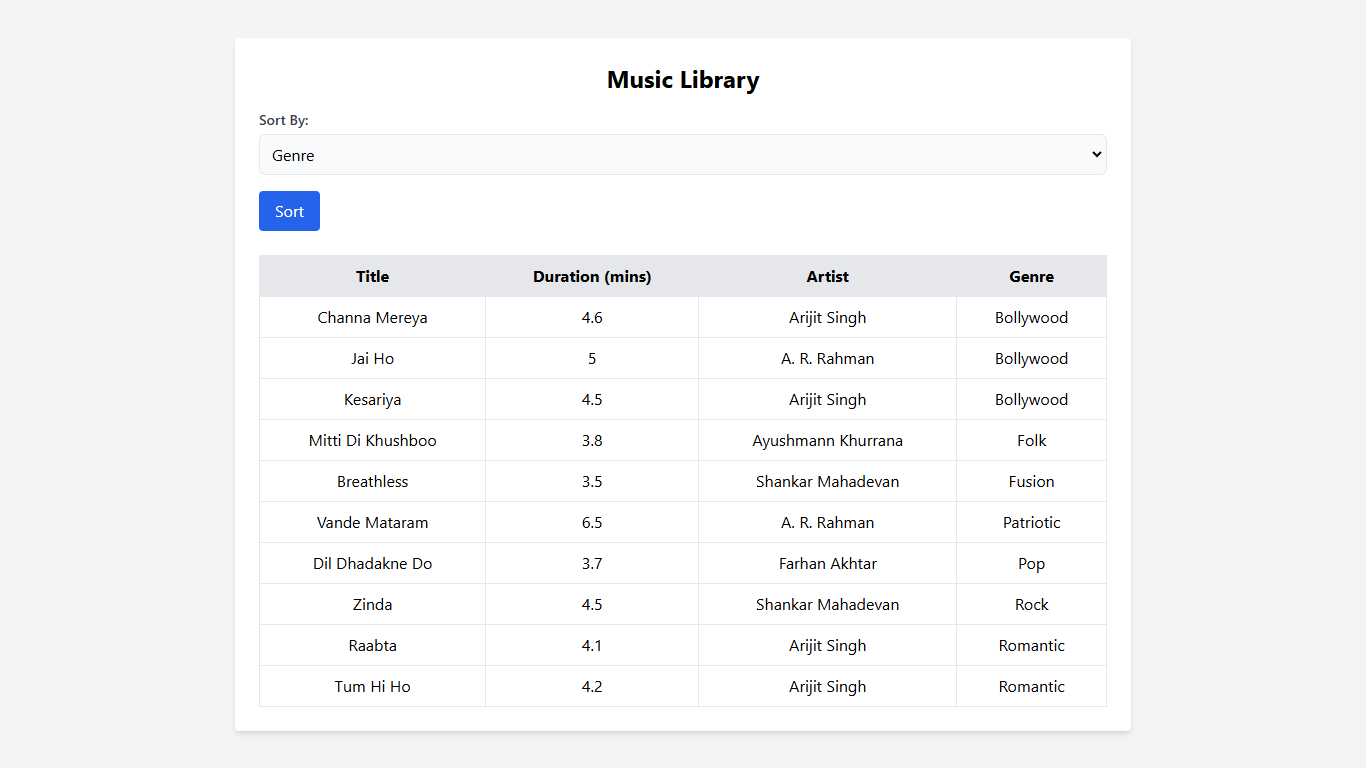 Music Library
Sort By:
Genre
Sort
Title Duration (mins) Artist Genre
Channa Mereya 4.6 Arijit Singh Bollywood
Jai Ho 5 A. R. Rahman Bollywood
Kesariya 4.5 Arijit Singh Bollywood
Mitti Di Khushboo 3.8 Ayushmann Khurrana Folk
Breathless 3.5 Shankar Mahadevan Fusion
Vande Mataram 6.5 A. R. Rahman Patriotic
Dil Dhadakne Do 3.7 Farhan Akhtar Pop
Zinda 4.5 Shankar Mahadevan Rock
Raabta 4.1 Arijit Singh Romantic
Tum Hi Ho 4.2 Arijit Singh Romantic